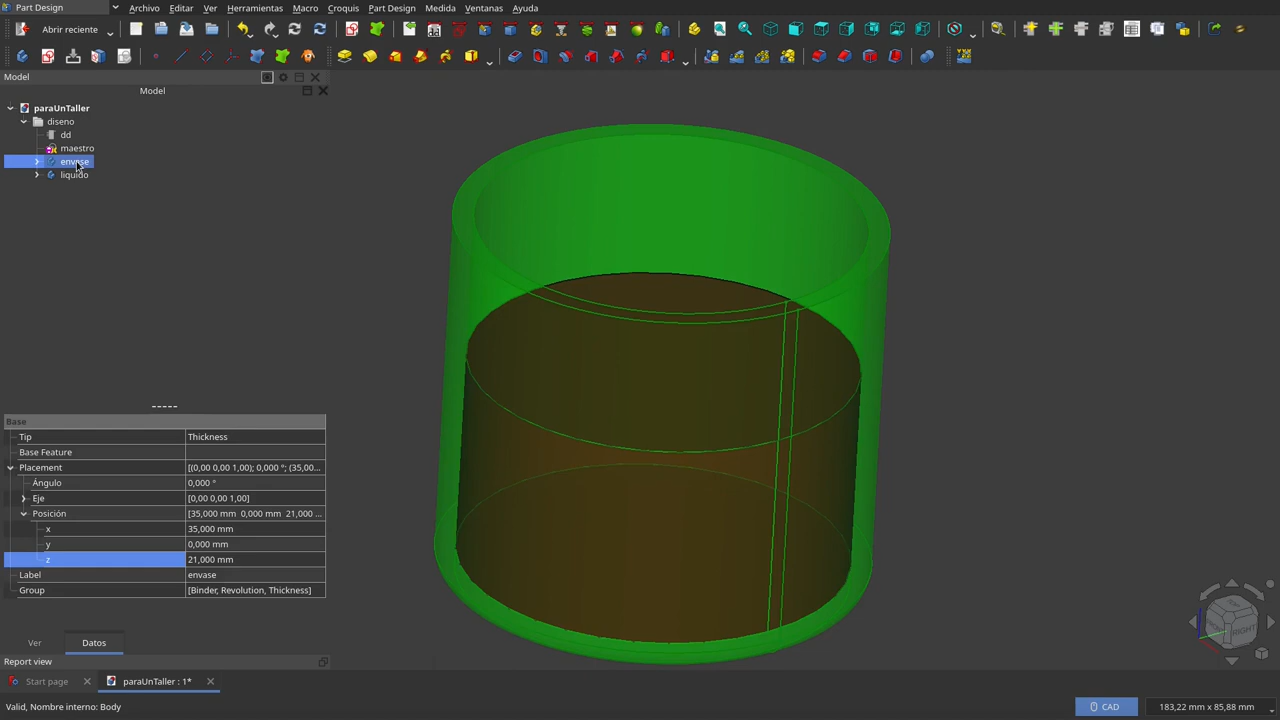 Part Design Archivo Editar Ver Herramientas Macro Croquis Part Design Medida Ventanas Ayuda
Abrir reciente
Model
Model
paraUnTaller
diseno
dd
maestro
envase
liquido
Base
Tip Thickness
Base Feature
Placement [(0,00 0,00 1,00); 0,000 °; (35,00...
Ángulo 0,000 °
Eje [0,00 0,00 1,00]
Posición [35,000 mm 0,000 mm 21,000 ...
x 35,000 mm
y 0,000 mm
z 21,000 mm
Label envase
Group [Binder, Revolution, Thickness]
RIGHT
Ver Datos
Report view
Start page paraUnTaller : 1*
Valid, Nombre interno: Body CAD 183,22 mm x 85,88 mm